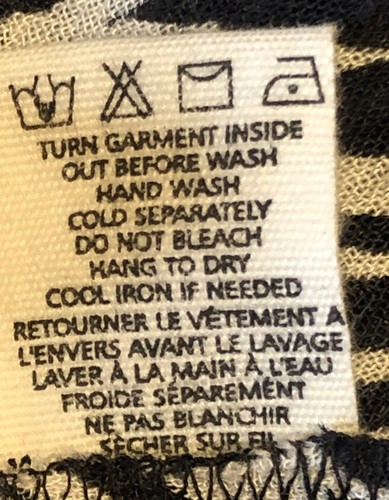 TURN GARMENT INSIDE
OUT BEFORE WASH
HAND WASH
COLD SEPARATELY
DO NOT BLEACH
HANG TO DRY
COOL IRON IF NEEDED
RETOURNER LE VÊTEMENT À
L'ENVERS AVANT LE LAVAGE
LAVER À LA MAIN À L'EAU
FROIDE SÉPARÉMENT
NE PAS BLANCHIR
SÉCHER SUR FIL